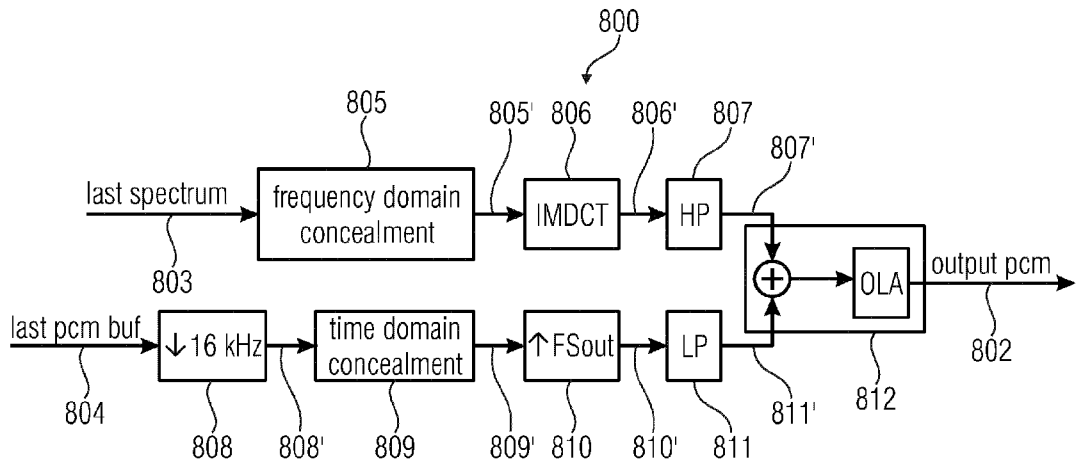 800
805
805'
806
806'
807
807'
last spectrum
frequency domain
concealment
IMDCT
HP
803
+
OLA
output pcm
802
last pcm buf
↓ 16 kHz
time domain
concealment
↑ FSout
LP
804
808
808'
809
809'
810
810'
811
811'
812